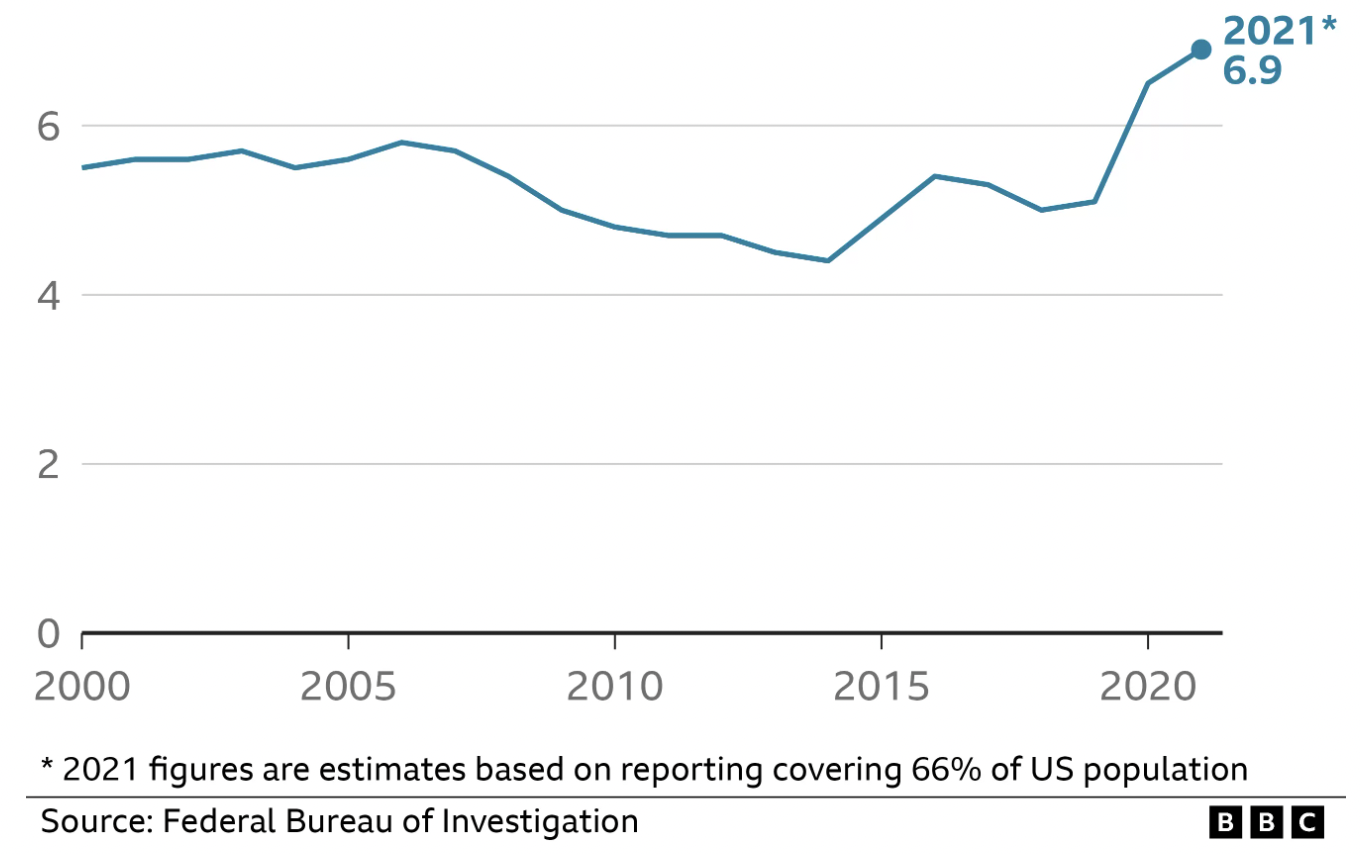 2021*
6.9
6
4
2
0
2000 2005 2010 2015 2020
* 2021 figures are estimates based on reporting covering 66% of US population
Source: Federal Bureau of Investigation
BBC